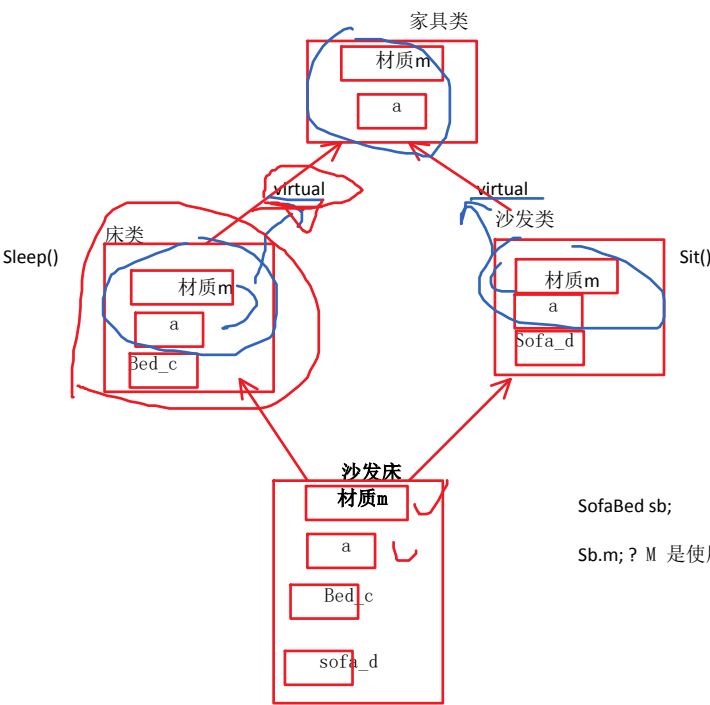 家具类
材质m
a
virtual
virtual
沙发类
床类
Sleep()
Sit()
材质m
材质m
a
a
Bed_c
Sofa_d
沙发床
材质m
SofaBed sb;
a
Sb.m; ? M 是使
Bed_c
sofa_d